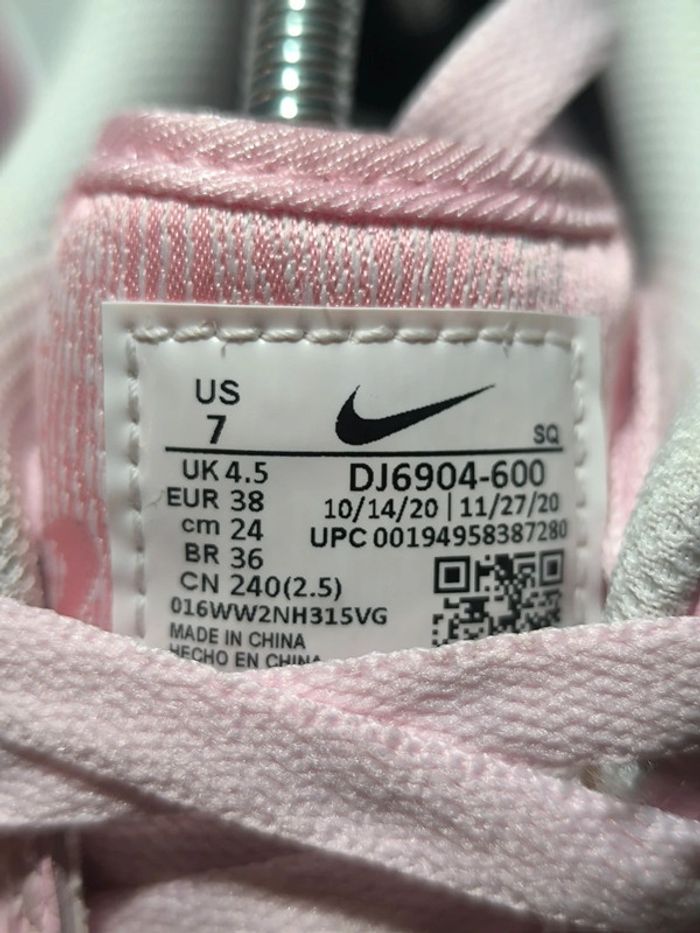 US
7
SQ
UK 4.5
DJ6904-600
EUR 38
10/14/20 | 11/27/20
cm 24
UPC 00194958387280
BR 36
CN 240(2.5)
016WW2NH315VG
MADE IN CHINA
HECHO EN CHINA